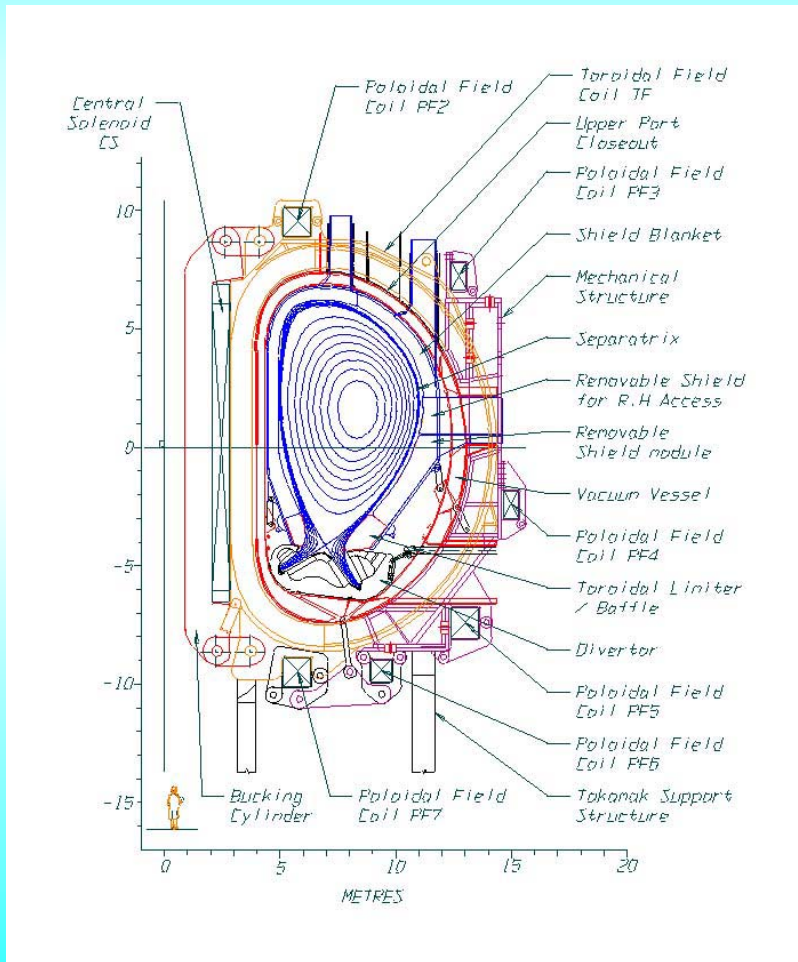 Central
Solenoid
CS
Poloidal Field
Coil PF2
Toroidal Field
Coil TF
Upper Port
Closeout
Poloidal Field
Coil PF3
Shield Blanket
Mechanical
Structure
Separatrix
Removable Shield
for R.H Access
Removable
Shield module
Vacuum Vessel
Poloidal Field
Coil PF4
Toroidal Limiter
/ Baffle
Divertor
Poloidal Field
Coil PF5
Poloidal Field
Coil PF6
Tokamak Support
Structure
Poloidal Field
Coil PF7
Bucking
Cylinder
10
5
0
-5
-10
-15
0
5
10
15
20
METRES